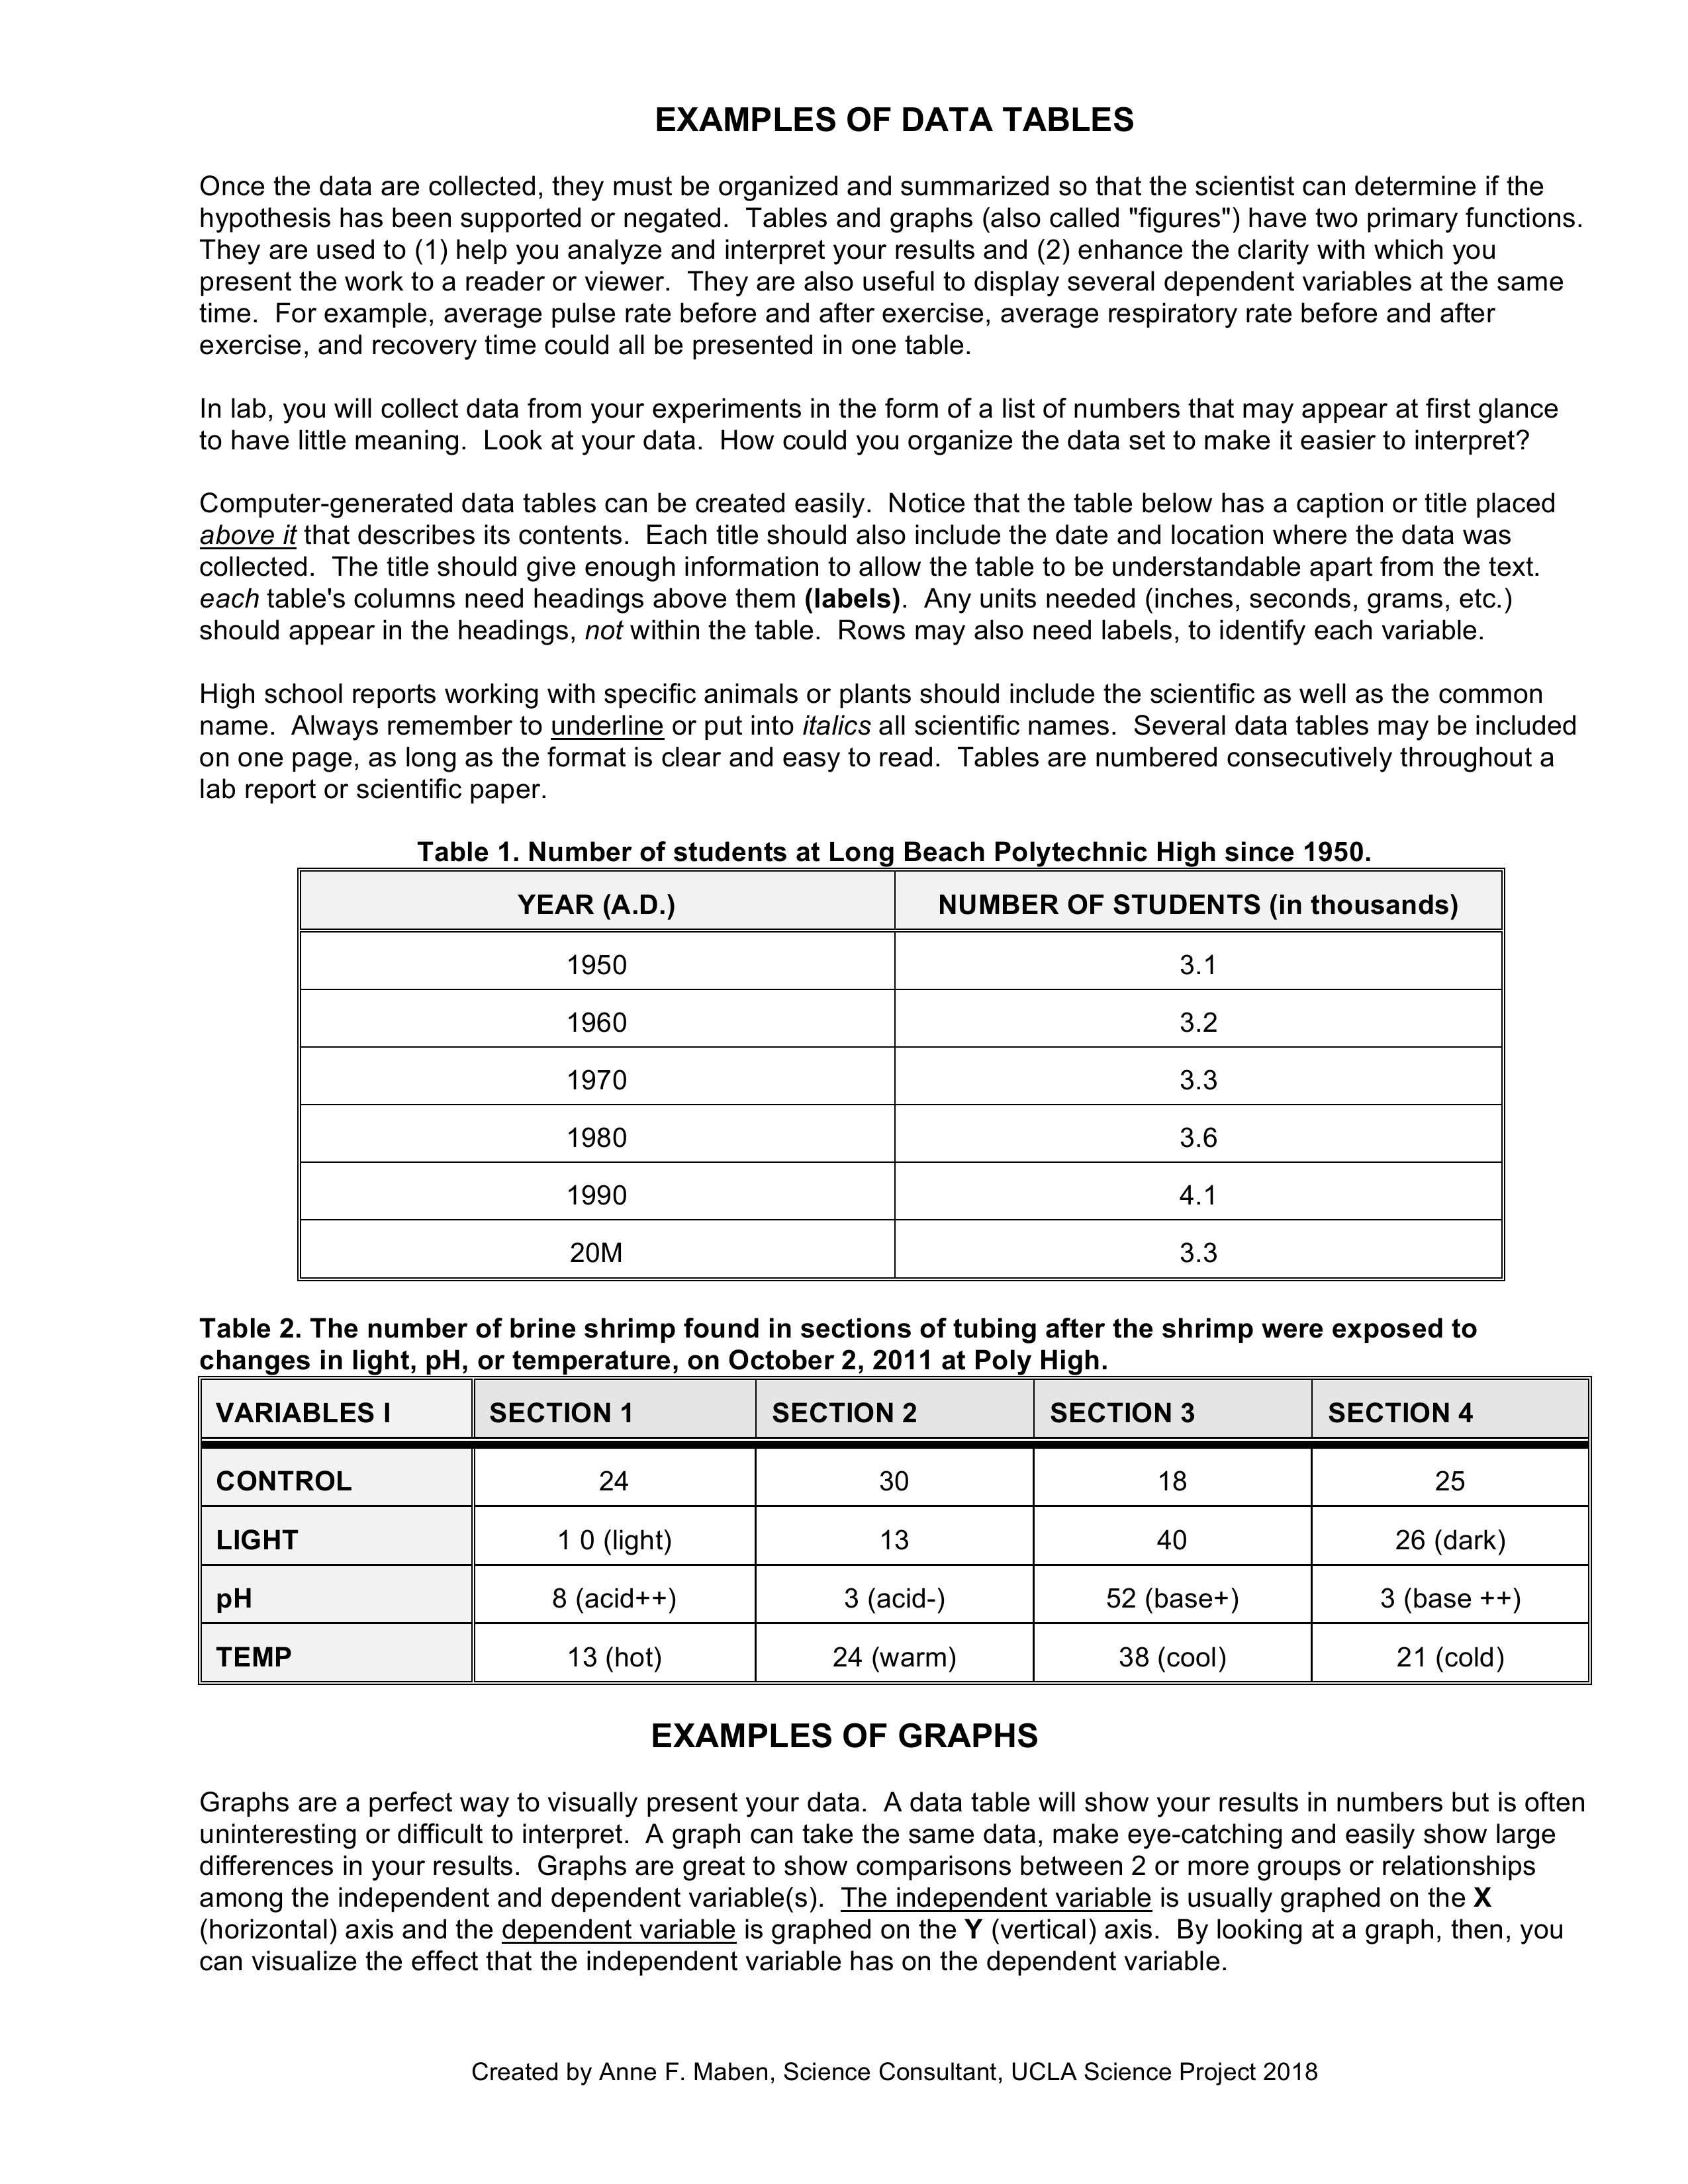 EXAMPLES OF DATA TABLES
Once the data are collected, they must be organized and summarized so that the scientist can determine if the
hypothesis has been supported or negated.  Tables and graphs (also called "figures") have two primary functions.
They are used to (1) help you analyze and interpret your results and (2) enhance the clarity with which you
present the work to a reader or viewer.  They are also useful to display several dependent variables at the same
time.  For example, average pulse rate before and after exercise, average respiratory rate before and after
exercise, and recovery time could all be presented in one table.
In lab, you will collect data from your experiments in the form of a list of numbers that may appear at first glance
to have little meaning.  Look at your data.  How could you organize the data set to make it easier to interpret?
Computer-generated data tables can be created easily.  Notice that the table below has a caption or title placed
above it that describes its contents.  Each title should also include the date and location where the data was
collected.  The title should give enough information to allow the table to be understandable apart from the text.
each table's columns need headings above them (labels).  Any units needed (inches, seconds, grams, etc.)
should appear in the headings, not within the table.  Rows may also need labels, to identify each variable.
High school reports working with specific animals or plants should include the scientific as well as the common
name.  Always remember to underline or put into italics all scientific names.  Several data tables may be included
on one page, as long as the format is clear and easy to read.  Tables are numbered consecutively throughout a
lab report or scientific paper.
Table 1. Number of students at Long Beach Polytechnic High since 1950.
YEAR (A.D.) NUMBER OF STUDENTS (in thousands)
1950 3.1
1960 3.2
1970 3.3
1980 3.6
1990 4.1
20M 3.3
Table 2. The number of brine shrimp found in sections of tubing after the shrimp were exposed to
changes in light, pH, or temperature, on October 2, 2011 at Poly High.
VARIABLES I SECTION 1 SECTION 2 SECTION 3 SECTION 4
CONTROL 24 30 18 25
LIGHT 1 0 (light) 13 40 26 (dark)
pH 8 (acid++) 3 (acid-) 52 (base+) 3 (base ++)
TEMP 13 (hot) 24 (warm) 38 (cool) 21 (cold)
EXAMPLES OF GRAPHS
Graphs are a perfect way to visually present your data.  A data table will show your results in numbers but is often
uninteresting or difficult to interpret.  A graph can take the same data, make eye-catching and easily show large
differences in your results.  Graphs are great to show comparisons between 2 or more groups or relationships
among the independent and dependent variable(s).  The independent variable is usually graphed on the X
(horizontal) axis and the dependent variable is graphed on the Y (vertical) axis.  By looking at a graph, then, you
can visualize the effect that the independent variable has on the dependent variable.
Created by Anne F. Maben, Science Consultant, UCLA Science Project 2018